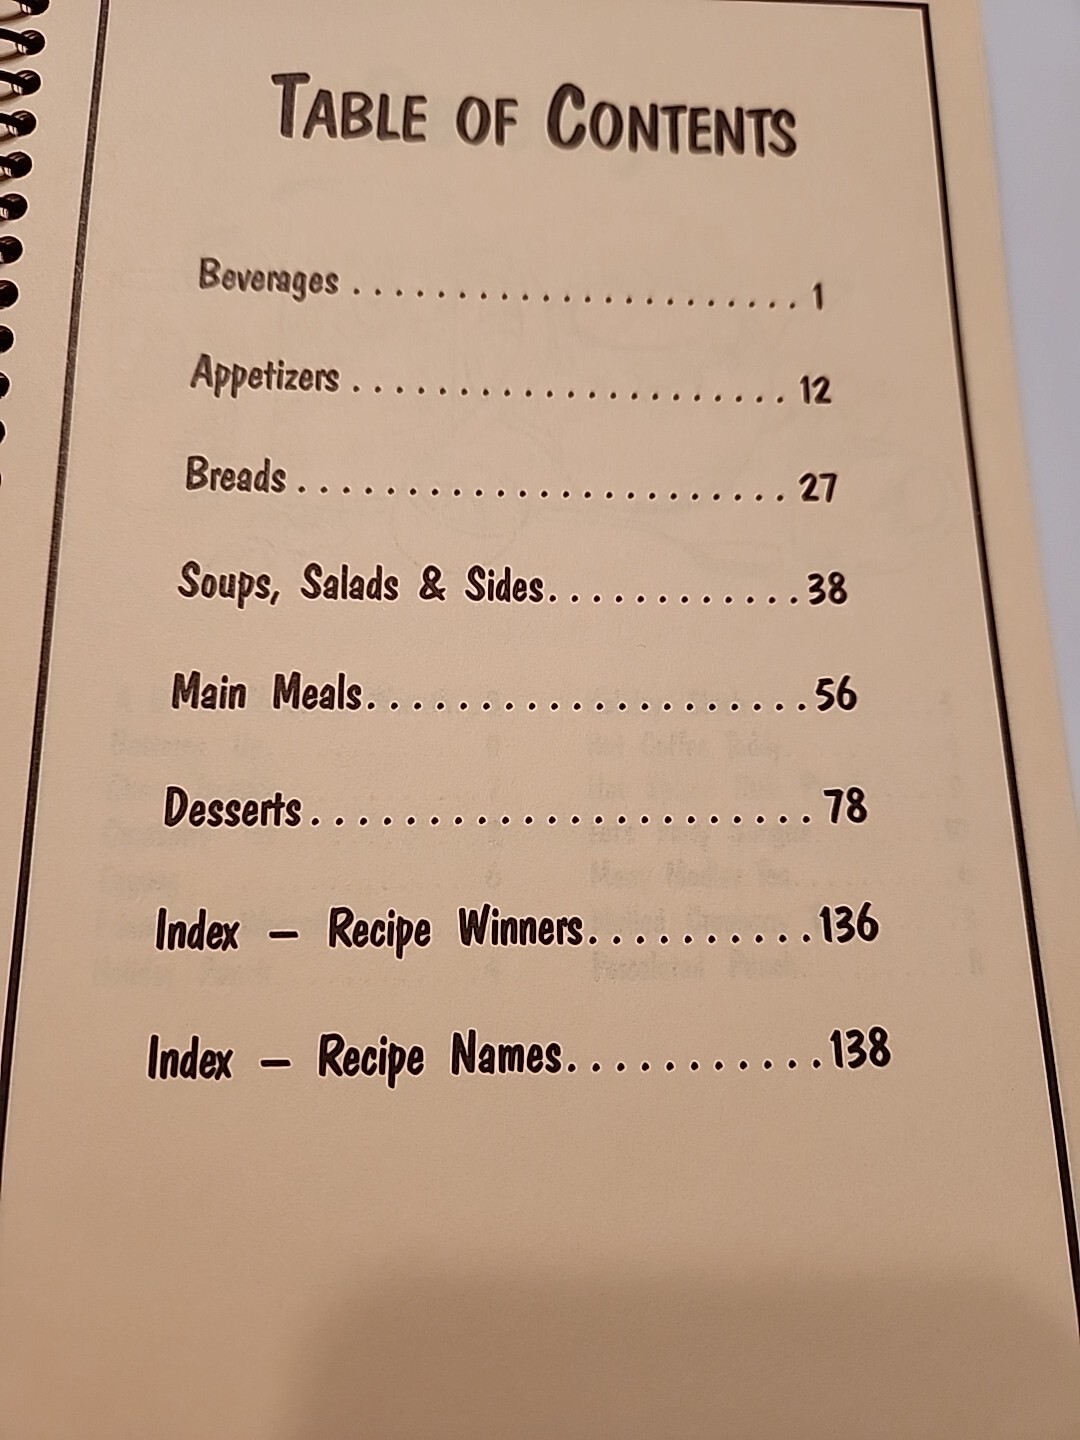 TABLE OF CONTENTS
Beverages ...................... 1
Appetizers ..................... 12
Breads ....................... 27
Soups, Salads & Sides............ 38
Main Meals..................... 56
Desserts....................... 78
Index – Recipe Winners.......... 136
Index – Recipe Names........... 138